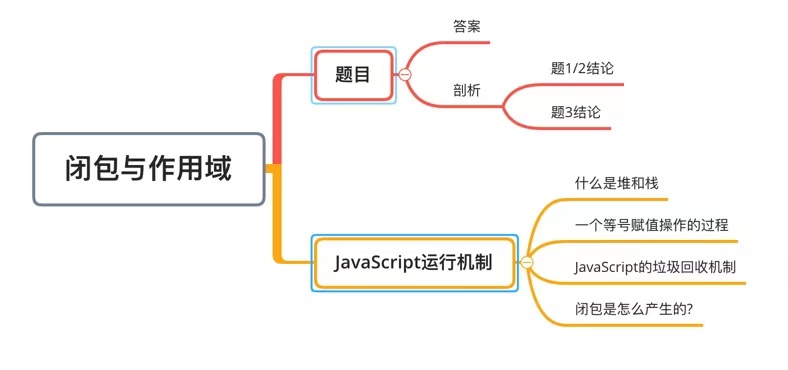 闭包与作用域
题目
答案
剖析
题1/2结论
题3结论
JavaScript运行机制
什么是堆和栈
一个等号赋值操作的过程
JavaScript的垃圾回收机制
闭包是怎么产生的?